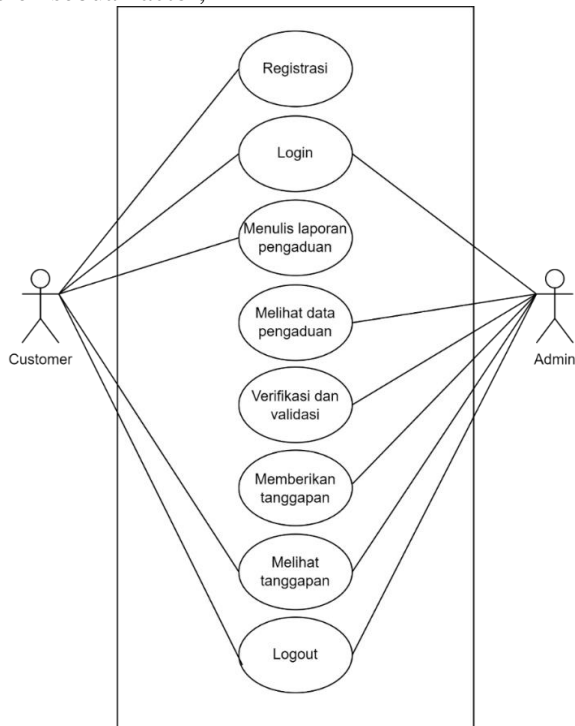 Registrasi
Login
Menulis laporan
pengaduan
Melihat data
pengaduan
Customer
Admin
Verifikasi dan
validasi
Memberikan
tanggapan
Melihat
tanggapan
Logout